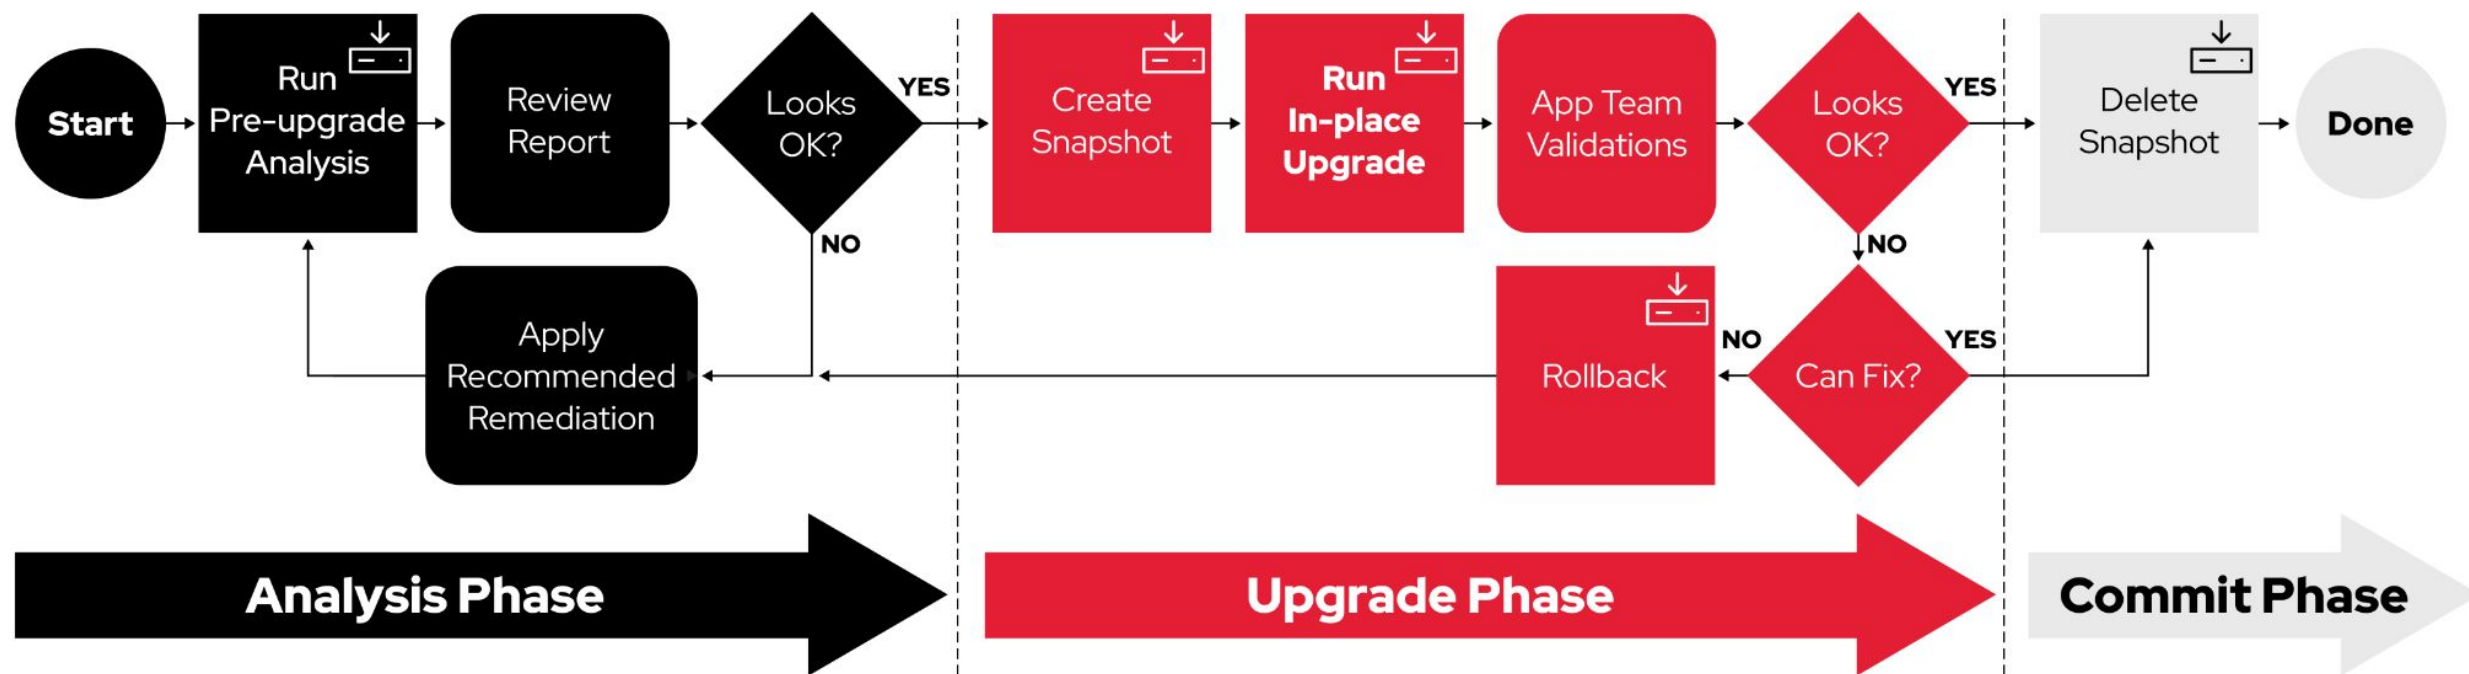 Start
Run
Pre-upgrade
Analysis
Review
Report
Looks
OK?
YES
NO
Apply
Recommended
Remediation
Create
Snapshot
Run
In-place
Upgrade
App Team
Validations
Looks
OK?
YES
NO
Can Fix?
NO
YES
Rollback
Delete
Snapshot
Done
Analysis Phase
Upgrade Phase
Commit Phase